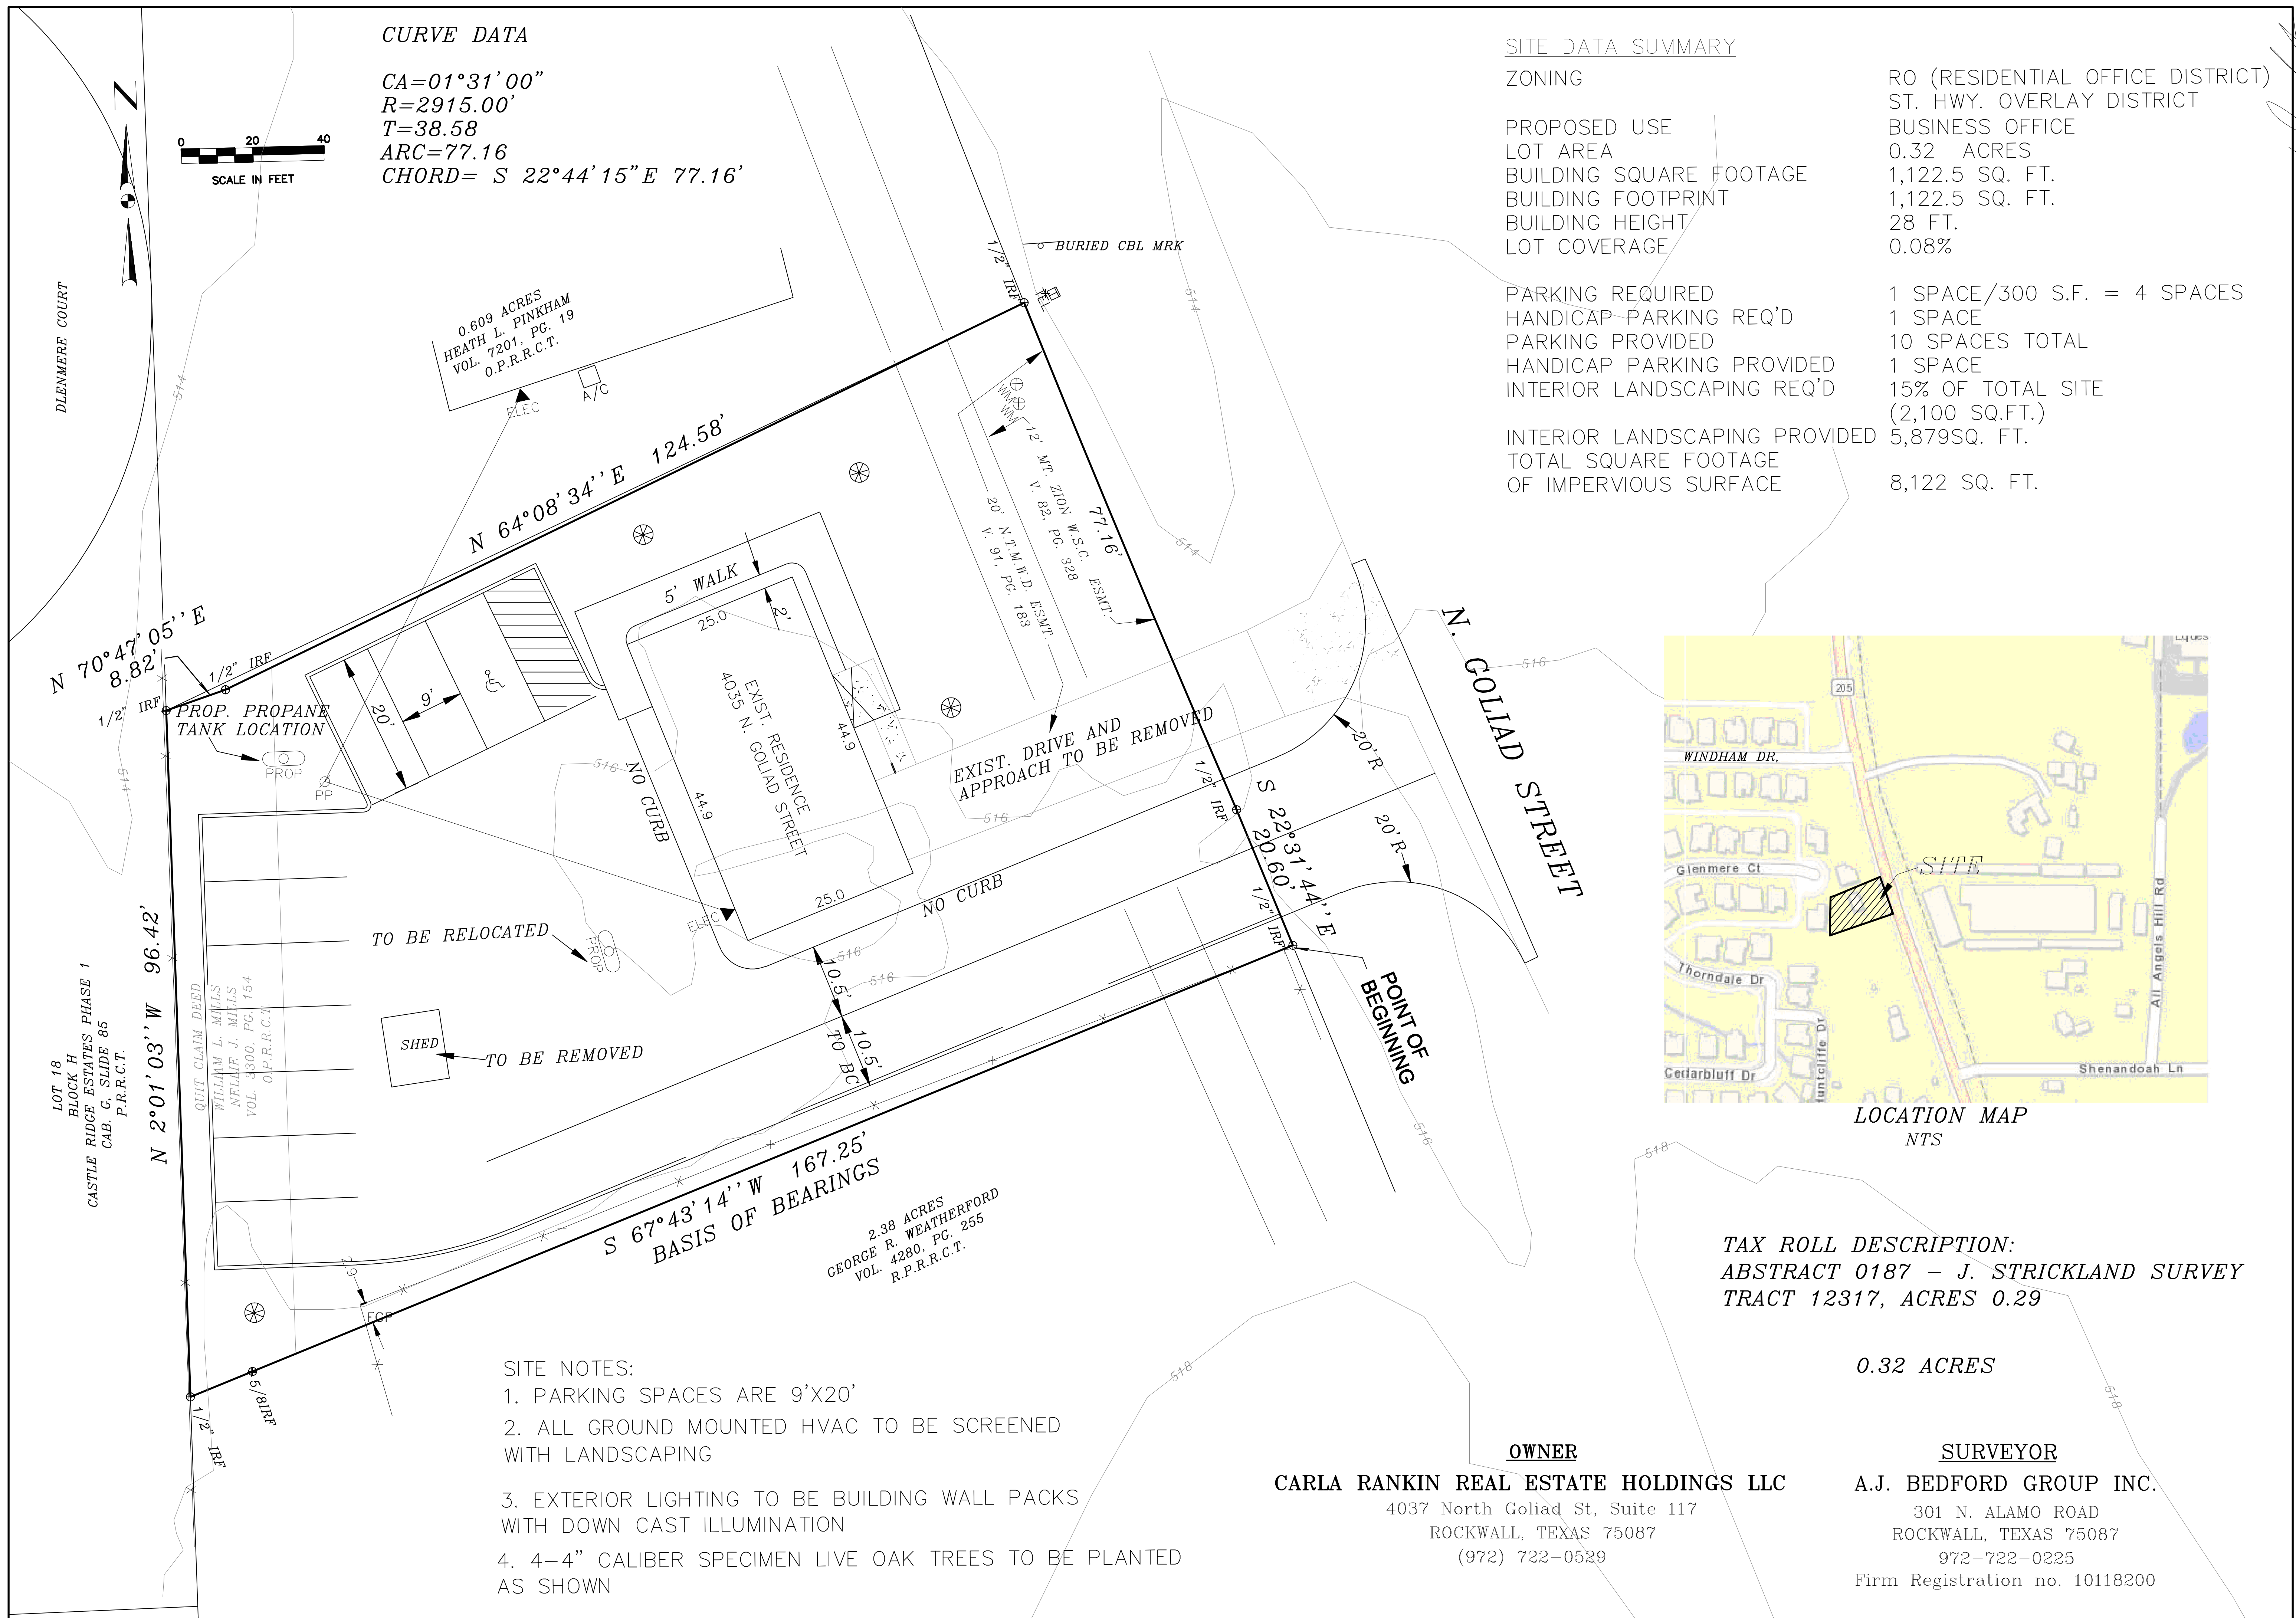 CURVE DATA
CA=01°31'00"
R=2915.00'
T=38.58
ARC=77.16
CHORD= S 22°44'15"E 77.16'
N
0 20 40
SCALE IN FEET
DLENMERE COURT
514
0.609 ACRES
HEATH L. PINKHAM
VOL. 7201, PG. 19
O.P.R.R.C.T.
ELEC
A/C
1/2" IRF
TEL
BURIED CBL MRK
514
514
WM
WM
12' MT. ZION W.S.C. ESMT.
V. 82, PG. 328
20' N.T.M.W.D. ESMT.
V. 91, PG. 183
77.16'
N 64°08'34''E 124.58'
N 70°47'05''E
8.82'
1/2" IRF
1/2" IRF
PROP. PROPANE
TANK LOCATION
PROP
PP
514
20'
9'
5' WALK
2'
25.0
EXIST. RESIDENCE
4035 N. GOLIAD STREET
44.9
44.9
25.0
NO CURB
516
516
EXIST. DRIVE AND
APPROACH TO BE REMOVED
NO CURB
ELEC
TO BE RELOCATED
PROP
516
516
SHED
TO BE REMOVED
10.5'
10.5'
TO BC
1/2" IRF
S 22°31'44''E
20.60'
1/2" IRF
20'R
20'R
N. GOLIAD STREET
516
516
POINT OF
BEGINNING
LOT 18
BLOCK H
CASTLE RIDGE ESTATES PHASE 1
CAB. G, SLIDE 85
P.R.R.C.T.
N 2°01'03''W 96.42'
QUIT CLAIM DEED
WILLIAM L. MILLS
NELLIE J. MILLS
VOL. 3300, PG. 154
O.P.R.R.C.T.
S 67°43'14''W 167.25'
BASIS OF BEARINGS
2.38 ACRES
GEORGE R. WEATHERFORD
VOL. 4280, PG. 255
R.P.R.R.C.T.
2.9
FCP
5/8IRF
1/2" IRF
SITE NOTES:
1. PARKING SPACES ARE 9'X20'
2. ALL GROUND MOUNTED HVAC TO BE SCREENED
WITH LANDSCAPING
3. EXTERIOR LIGHTING TO BE BUILDING WALL PACKS
WITH DOWN CAST ILLUMINATION
4. 4-4" CALIBER SPECIMEN LIVE OAK TREES TO BE PLANTED
AS SHOWN
SITE DATA SUMMARY
ZONING RO (RESIDENTIAL OFFICE DISTRICT)
ST. HWY. OVERLAY DISTRICT
PROPOSED USE BUSINESS OFFICE
LOT AREA 0.32 ACRES
BUILDING SQUARE FOOTAGE 1,122.5 SQ. FT.
BUILDING FOOTPRINT 1,122.5 SQ. FT.
BUILDING HEIGHT 28 FT.
LOT COVERAGE 0.08%
PARKING REQUIRED 1 SPACE/300 S.F. = 4 SPACES
HANDICAP PARKING REQ'D 1 SPACE
PARKING PROVIDED 10 SPACES TOTAL
HANDICAP PARKING PROVIDED 1 SPACE
INTERIOR LANDSCAPING REQ'D 15% OF TOTAL SITE
(2,100 SQ.FT.)
INTERIOR LANDSCAPING PROVIDED 5,879SQ. FT.
TOTAL SQUARE FOOTAGE
OF IMPERVIOUS SURFACE 8,122 SQ. FT.
205
WINDHAM DR,
Glenmere Ct
SITE
Thorndale Dr
Cedarbluff Dr
All Angels Hill Rd
Shenandoah Ln
LOCATION MAP
NTS
518
518
518
TAX ROLL DESCRIPTION:
ABSTRACT 0187 - J. STRICKLAND SURVEY
TRACT 12317, ACRES 0.29
0.32 ACRES
OWNER
CARLA RANKIN REAL ESTATE HOLDINGS LLC
4037 North Goliad St, Suite 117
ROCKWALL, TEXAS 75087
(972) 722-0529
SURVEYOR
A.J. BEDFORD GROUP INC.
301 N. ALAMO ROAD
ROCKWALL, TEXAS 75087
972-722-0225
Firm Registration no. 10118200